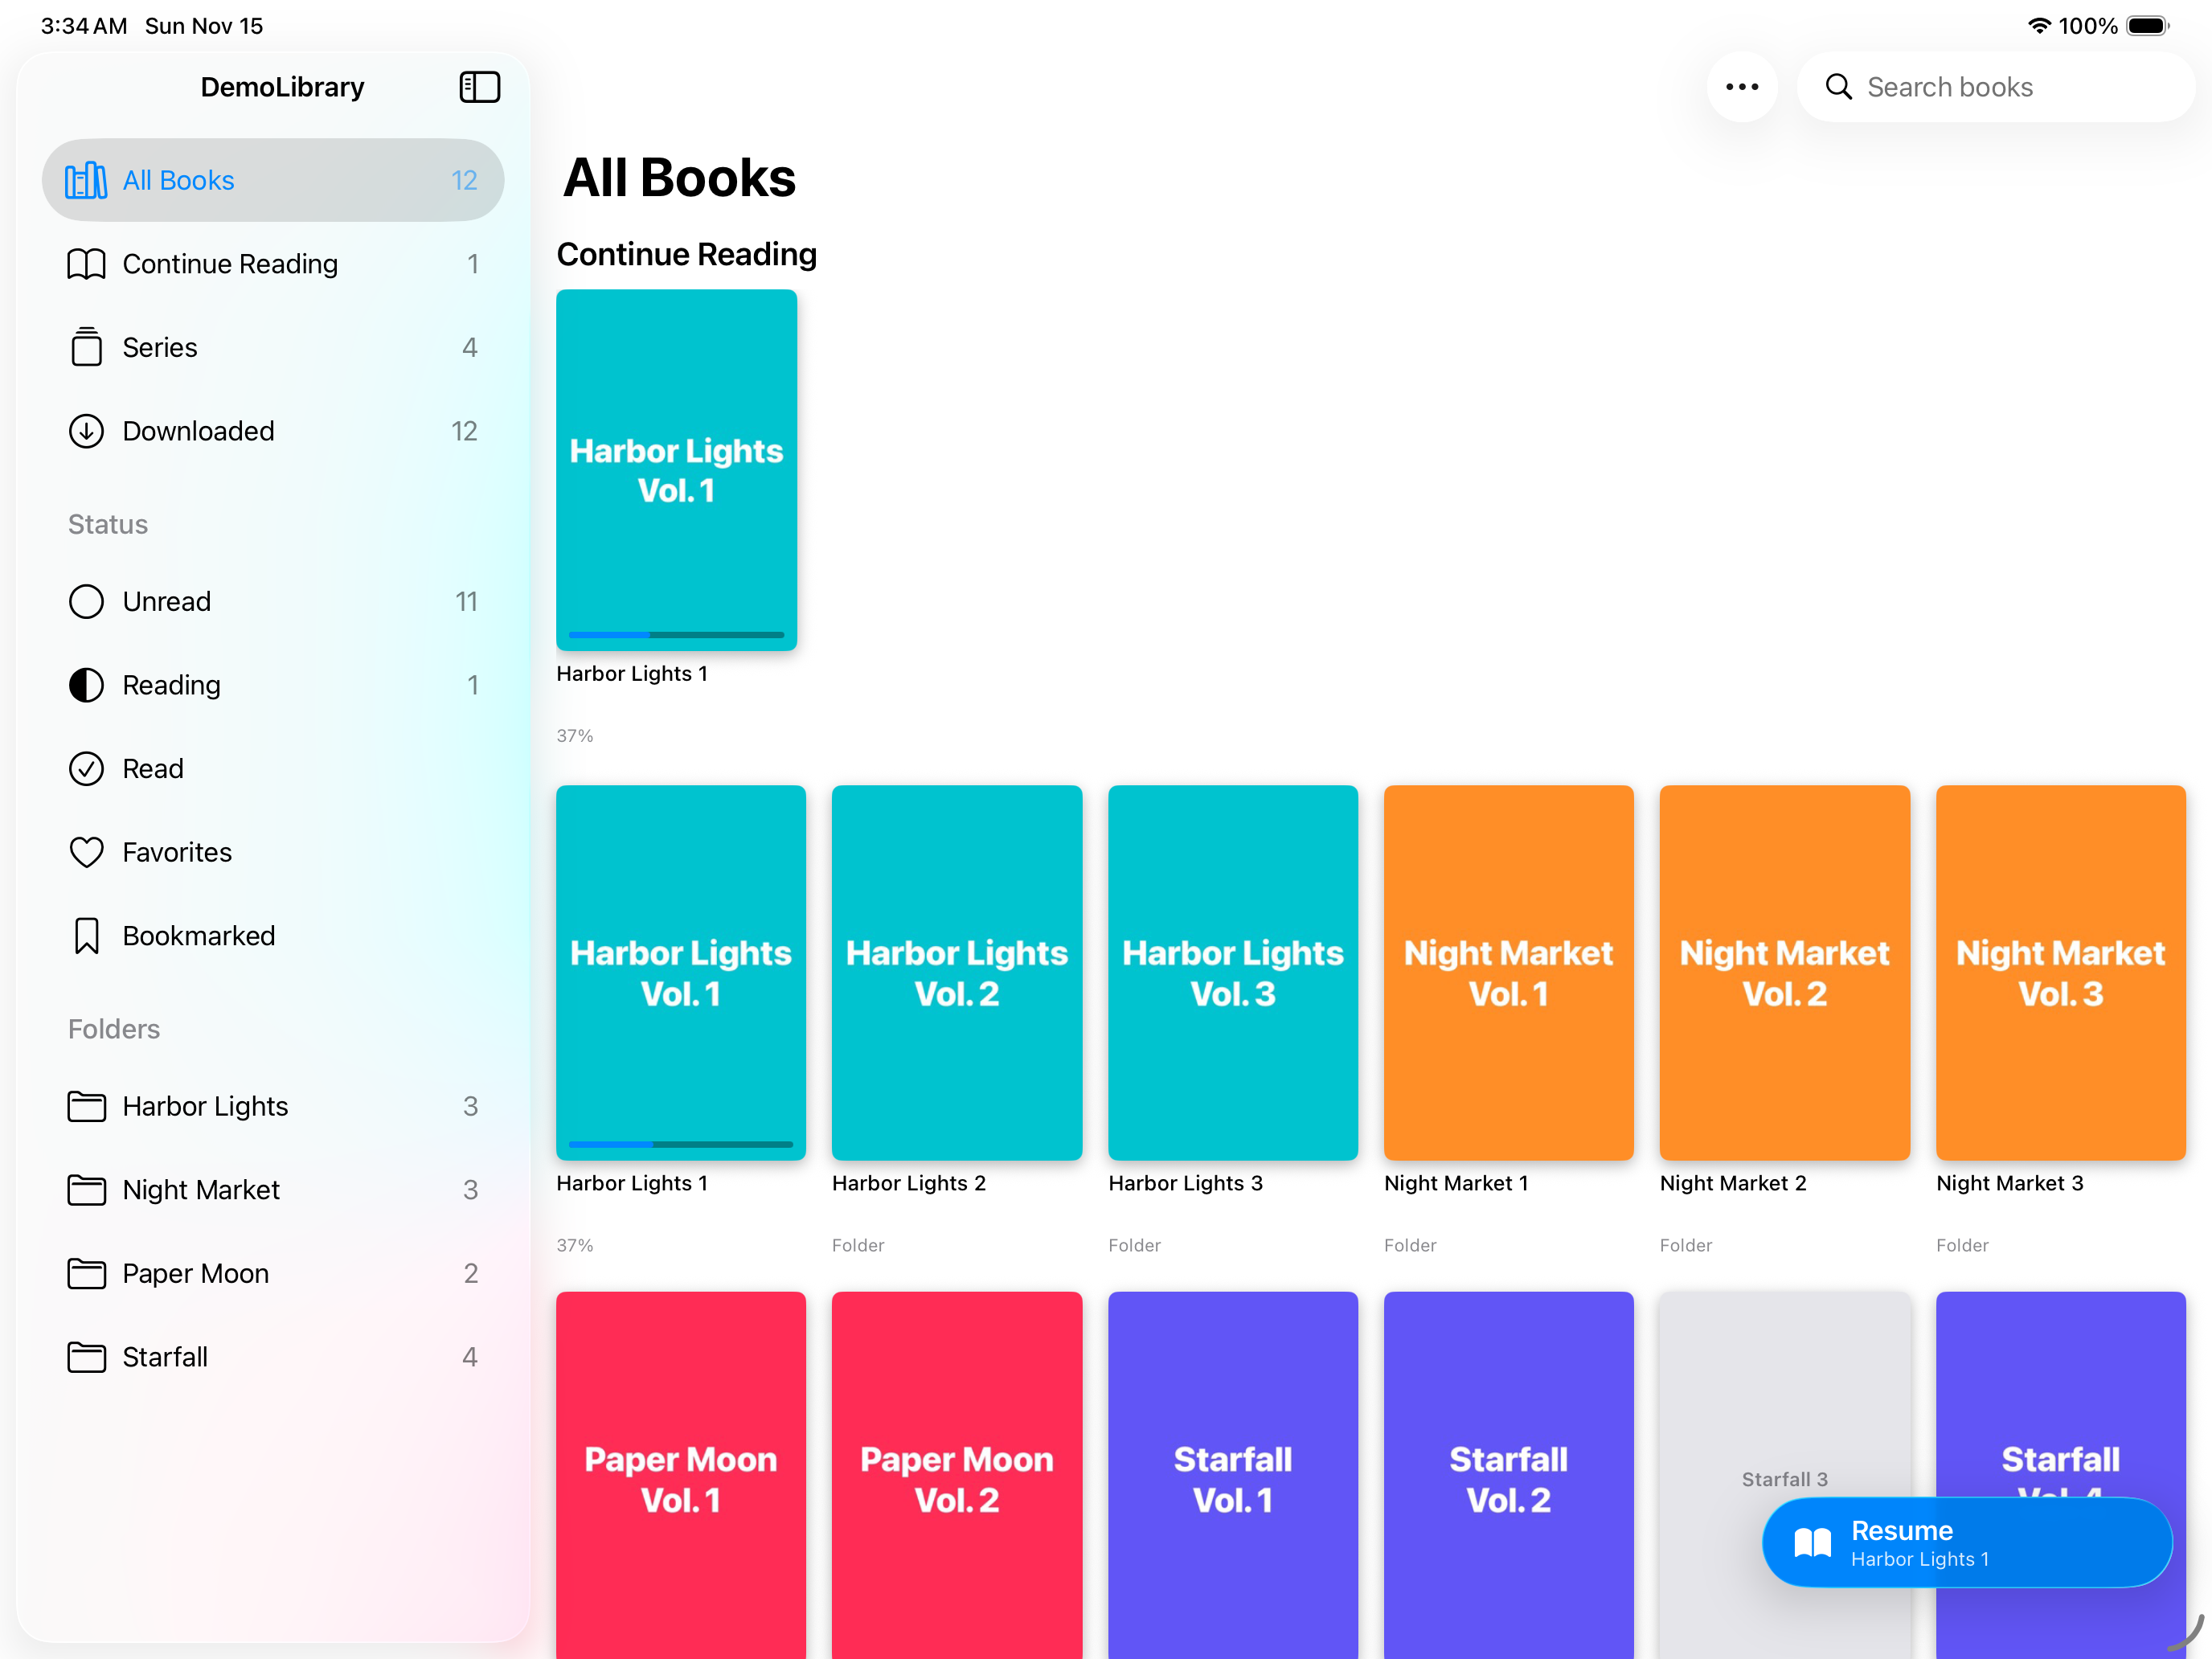 3:34 AM Sun Nov 15
100%
DemoLibrary
All Books 12
Continue Reading 1
Series 4
Downloaded 12
Status
Unread 11
Reading 1
Read
Favorites
Bookmarked
Folders
Harbor Lights 3
Night Market 3
Paper Moon 2
Starfall 4
Search books
All Books
Continue Reading
Harbor Lights
Vol. 1
Harbor Lights 1
37%
Harbor Lights
Vol. 1
Harbor Lights 1
37%
Harbor Lights
Vol. 2
Harbor Lights 2
Folder
Harbor Lights
Vol. 3
Harbor Lights 3
Folder
Night Market
Vol. 1
Night Market 1
Folder
Night Market
Vol. 2
Night Market 2
Folder
Night Market
Vol. 3
Night Market 3
Folder
Paper Moon
Vol. 1
Paper Moon
Vol. 2
Starfall
Vol. 1
Starfall
Vol. 2
Starfall 3
Starfall
Vol. 4
Resume
Harbor Lights 1